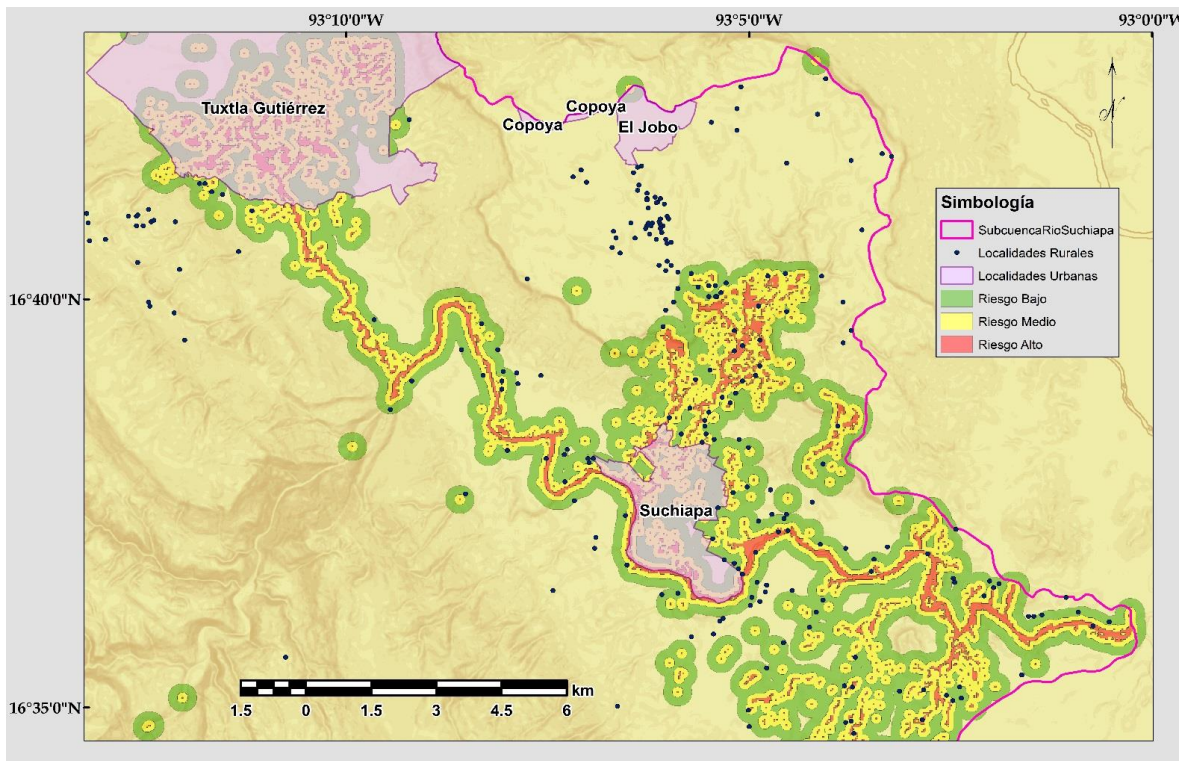 93°10'0"W
93°5'0"W
93°0'0"W
Tuxtla Gutiérrez
Copoya
Copoya
El Jobo
N
Simbología
SubcuencaRioSuchiapa
Localidades Rurales
Localidades Urbanas
Riesgo Bajo
Riesgo Medio
Riesgo Alto
16°40'0"N
Suchiapa
km
1.5 0 1.5 3 4.5 6
16°35'0"N